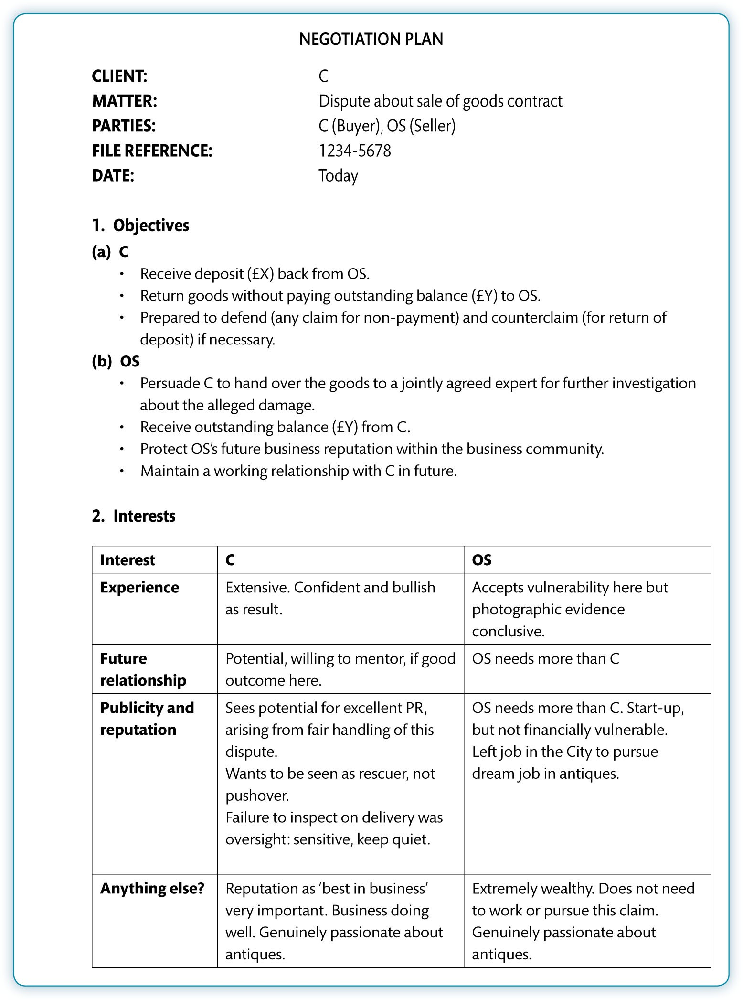 NEGOTIATION PLAN
CLIENT: C
MATTER: Dispute about sale of goods contract
PARTIES: C (Buyer), OS (Seller)
FILE REFERENCE: 1234-5678
DATE: Today
1. Objectives
(a) C
• Receive deposit (£X) back from OS.
• Return goods without paying outstanding balance (£Y) to OS.
• Prepared to defend (any claim for non-payment) and counterclaim (for return of
deposit) if necessary.
(b) OS
• Persuade C to hand over the goods to a jointly agreed expert for further investigation
about the alleged damage.
• Receive outstanding balance (£Y) from C.
• Protect OS’s future business reputation within the business community.
• Maintain a working relationship with C in future.
2. Interests
Interest C OS
Experience
Extensive. Confident and bullish
as result.
Accepts vulnerability here but
photographic evidence
conclusive.
Future
relationship
Potential, willing to mentor, if good
outcome here.
OS needs more than C
Publicity and
reputation
Sees potential for excellent PR,
arising from fair handling of this
dispute.
Wants to be seen as rescuer, not
pushover.
Failure to inspect on delivery was
oversight: sensitive, keep quiet.
OS needs more than C. Start-up,
but not financially vulnerable.
Left job in the City to pursue
dream job in antiques.
Anything else?
Reputation as ‘best in business’
very important. Business doing
well. Genuinely passionate about
antiques.
Extremely wealthy. Does not need
to work or pursue this claim.
Genuinely passionate about
antiques.